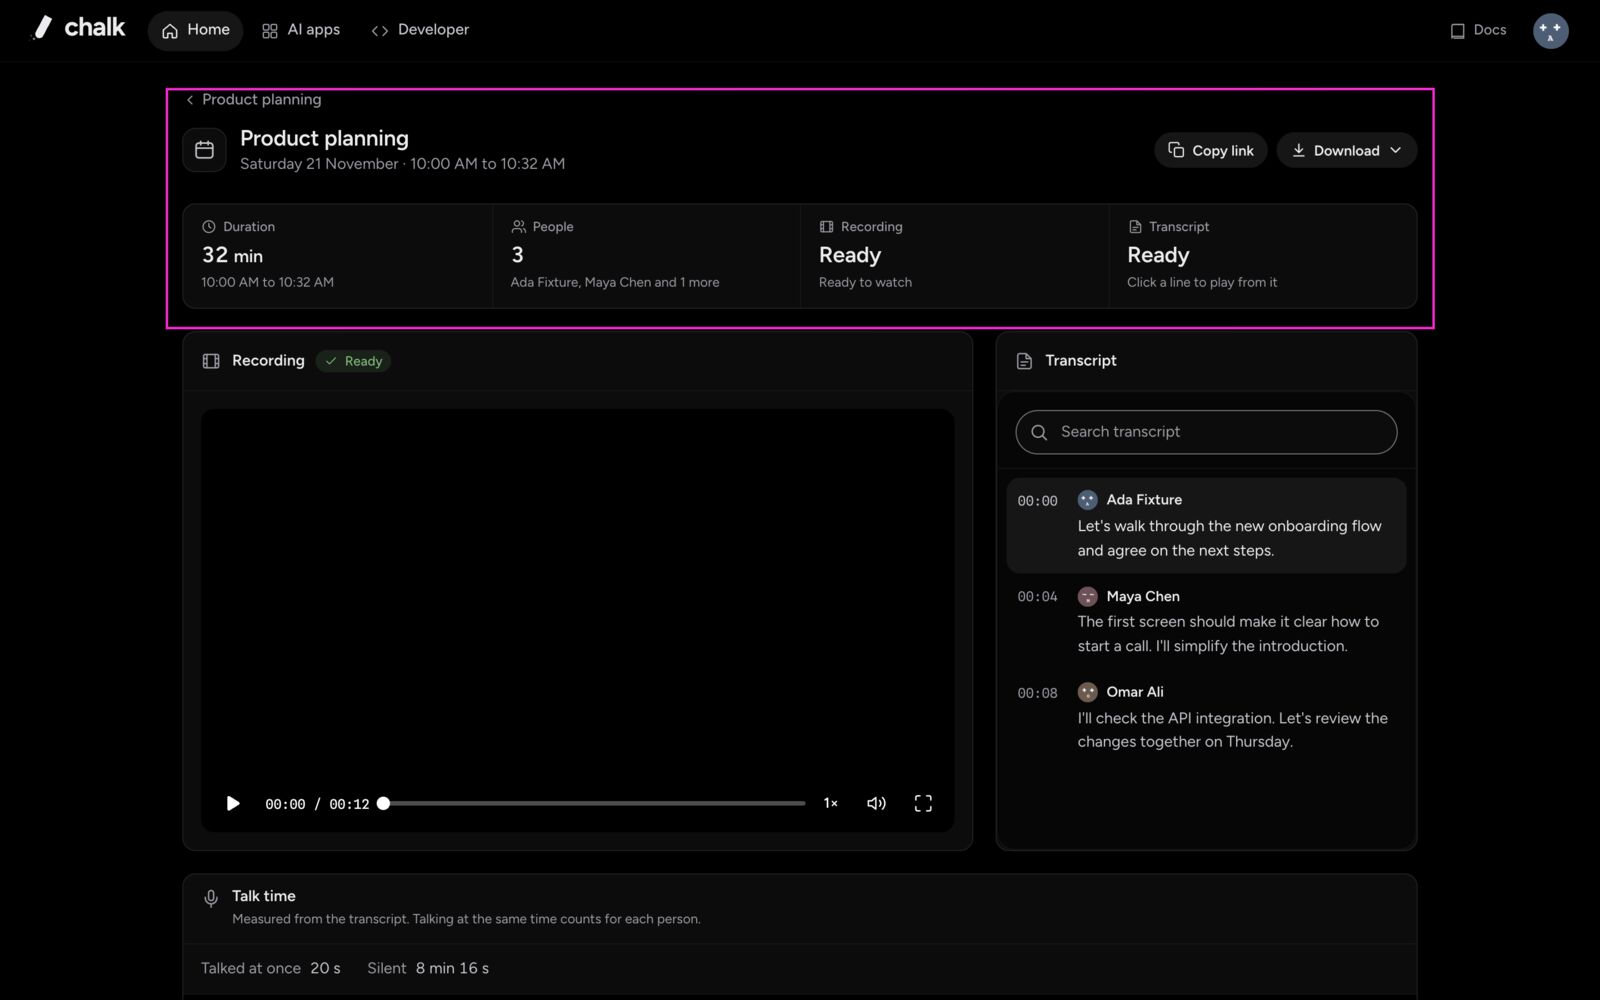 chalk
Home
AI apps
Developer
Docs
Product planning
Product planning
Saturday 21 November · 10:00 AM to 10:32 AM
Copy link
Download
Duration
32 min
10:00 AM to 10:32 AM
People
3
Ada Fixture, Maya Chen and 1 more
Recording
Ready
Ready to watch
Transcript
Ready
Click a line to play from it
Recording
Ready
00:00 / 00:12
1×
Transcript
Search transcript
00:00
Ada Fixture
Let's walk through the new onboarding flow
and agree on the next steps.
00:04
Maya Chen
The first screen should make it clear how to
start a call. I'll simplify the introduction.
00:08
Omar Ali
I'll check the API integration. Let's review the
changes together on Thursday.
Talk time
Measured from the transcript. Talking at the same time counts for each person.
Talked at once 20 s
Silent 8 min 16 s